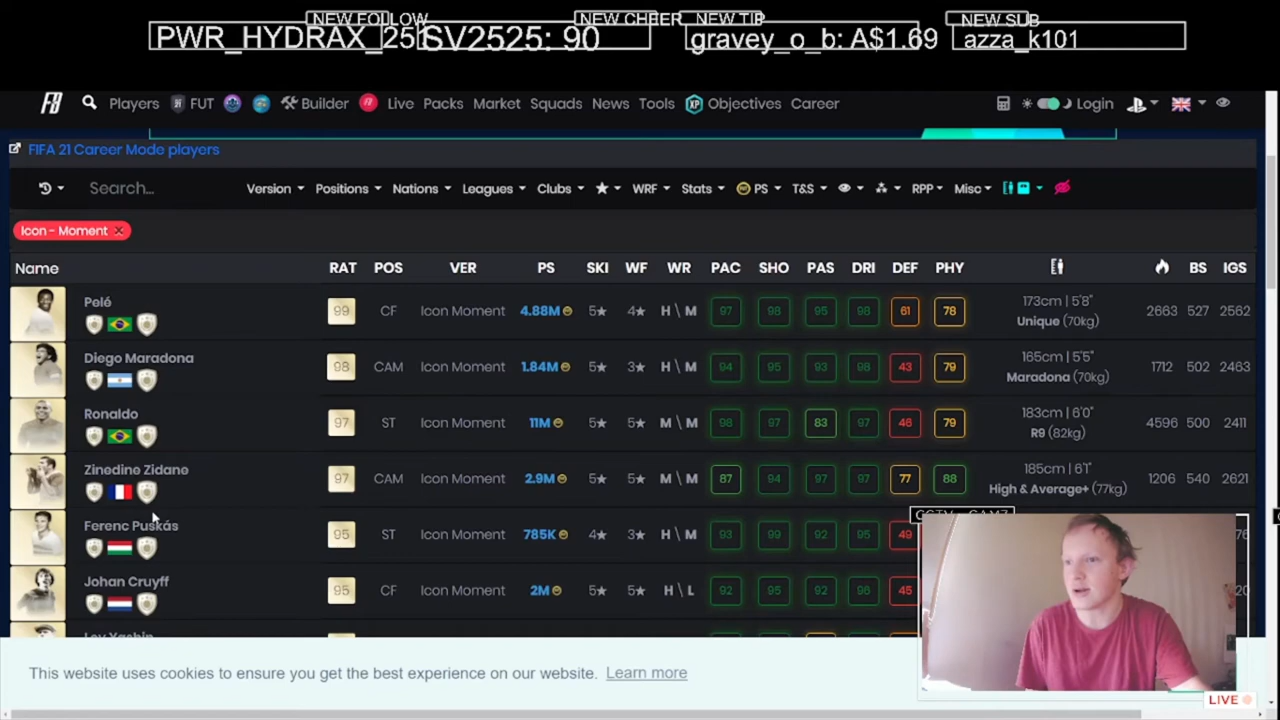 NEW FOLLOW NEW CHEER NEW TIP NEW SUB
PWR_HYDRAX_25 SV2525: 90 gravey_o_b: A$1.69 azza_k101
Players FUT Builder Live Packs Market Squads News Tools XP Objectives Career Login
FIFA 21 Career Mode players
Search... Version Positions Nations Leagues Clubs WRF Stats PS T&S RPP Misc
Icon - Moment ×
Name RAT POS VER PS SKI WF WR PAC SHO PAS DRI DEF PHY BS IGS
Pelé 99 CF Icon Moment 4.88M 5★ 4★ H \ M 97 98 95 98 61 78 173cm | 5'8" 2663 527 2562
Unique (70kg)
Diego Maradona 98 CAM Icon Moment 1.84M 5★ 3★ H \ M 94 95 93 98 43 79 165cm | 5'5" 1712 502 2463
Maradona (70kg)
Ronaldo 97 ST Icon Moment 11M 5★ 5★ M \ M 98 97 83 97 46 79 183cm | 6'0" 4596 500 2411
R9 (82kg)
Zinedine Zidane 97 CAM Icon Moment 2.9M 5★ 5★ M \ M 87 94 97 97 77 88 185cm | 6'1" 1206 540 2621
High & Average+ (77kg)
Ferenc Puskás 95 ST Icon Moment 785K 4★ 3★ H \ M 93 99 92 95 49
Johan Cruyff 95 CF Icon Moment 2M 5★ 5★ H \ L 92 95 92 96 45
Lev Yashin
This website uses cookies to ensure you get the best experience on our website. Learn more
LIVE